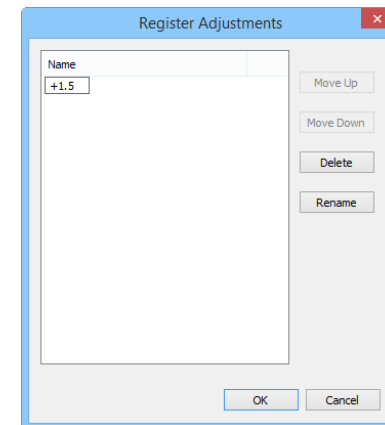 Register Adjustments
Name
+1.5
Move Up
Move Down
Delete
Rename
OK
Cancel